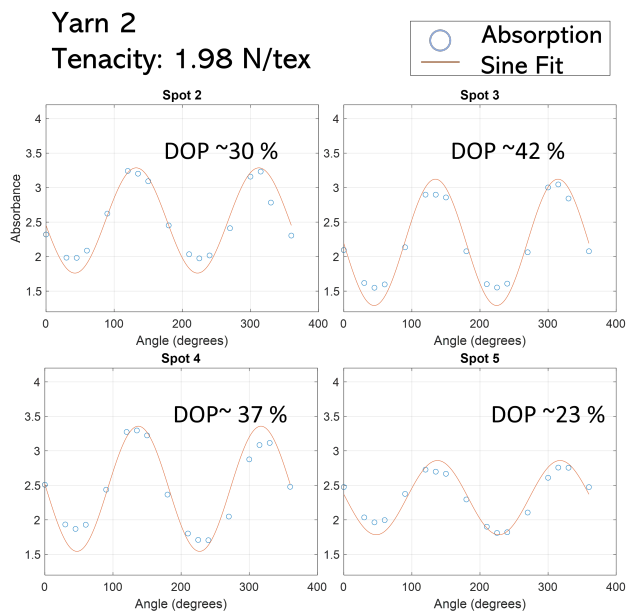 Yarn 2
Tenacity: 1.98 N/tex
Absorption
Sine Fit
Spot 2
DOP ~30 %
4
3.5
3
2.5
2
1.5
Absorbance
0 100 200 300 400
Angle (degrees)
Spot 3
DOP ~42 %
4
3.5
3
2.5
2
1.5
0 100 200 300 400
Angle (degrees)
Spot 4
DOP~ 37 %
4
3.5
3
2.5
2
1.5
0 100 200 300 400
Angle (degrees)
Spot 5
DOP ~23 %
4
3.5
3
2.5
2
1.5
0 100 200 300 400
Angle (degrees)